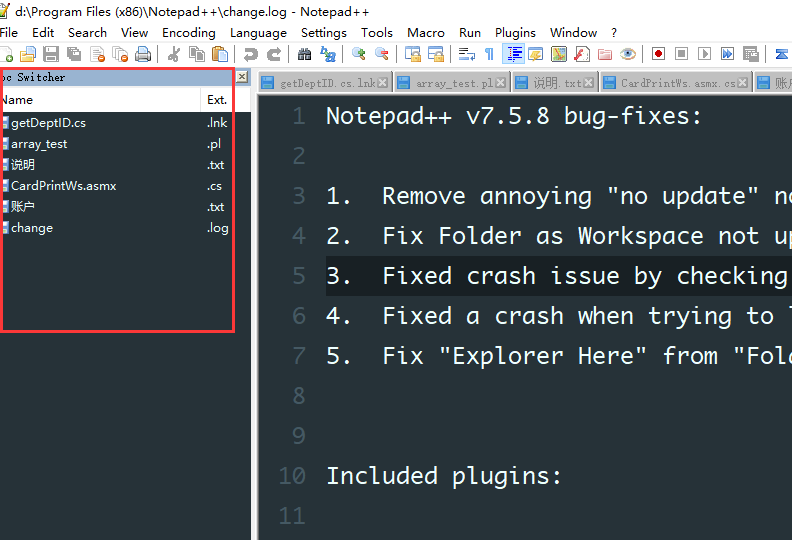 d:\Program Files (x86)\Notepad++\change.log - Notepad++
File Edit Search View Encoding Language Settings Tools Macro Run Plugins Window ?
oc Switcher
Name Ext.
getDeptID.cs .lnk
array_test .pl
说明 .txt
CardPrintWs.asmx .cs
账户 .txt
change .log
getDeptID.cs.lnk array_test.pl 说明.txt CardPrintWs.asmx.cs 账户
1 Notepad++ v7.5.8 bug-fixes:
2
3 1. Remove annoying "no update" no
4 2. Fix Folder as Workspace not up
5 3. Fixed crash issue by checking
6 4. Fixed a crash when trying to l
7 5. Fix "Explorer Here" from "Fold
8
9
10 Included plugins:
11